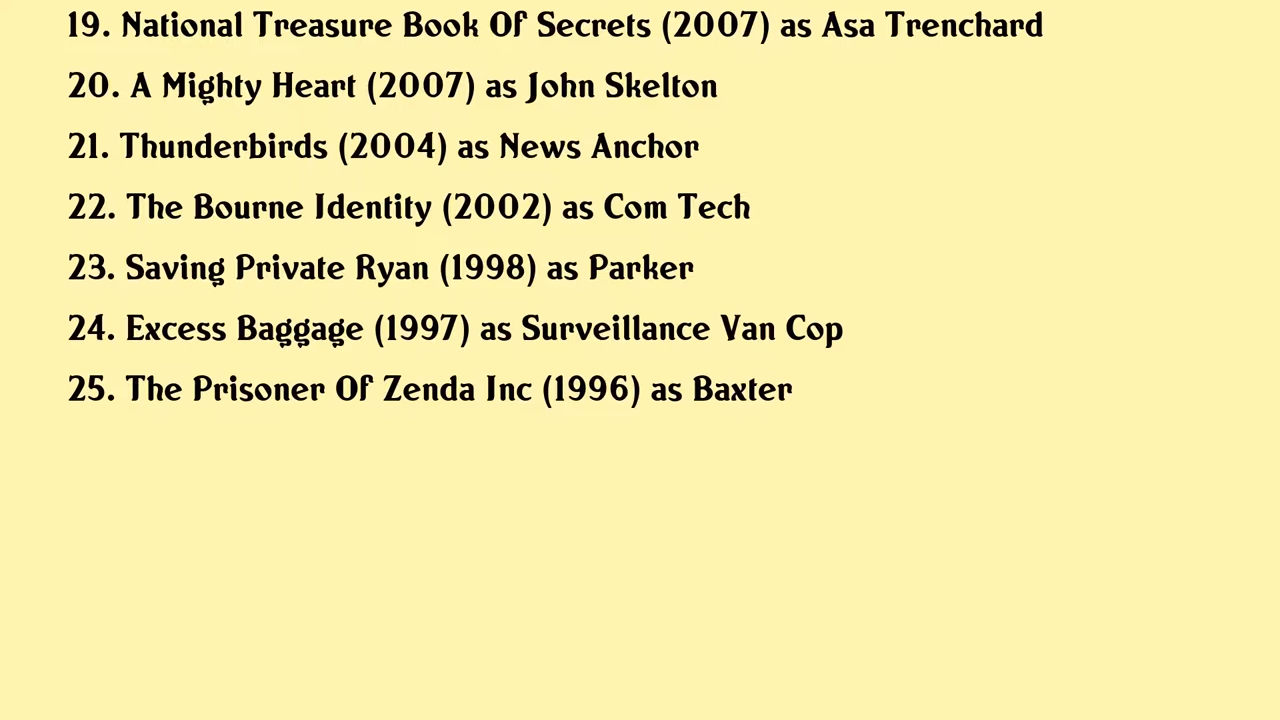 19. National Treasure Book Of Secrets (2007) as Asa Trenchard
20. A Mighty Heart (2007) as John Skelton
21. Thunderbirds (2004) as News Anchor
22. The Bourne Identity (2002) as Com Tech
23. Saving Private Ryan (1998) as Parker
24. Excess Baggage (1997) as Surveillance Van Cop
25. The Prisoner Of Zenda Inc (1996) as Baxter